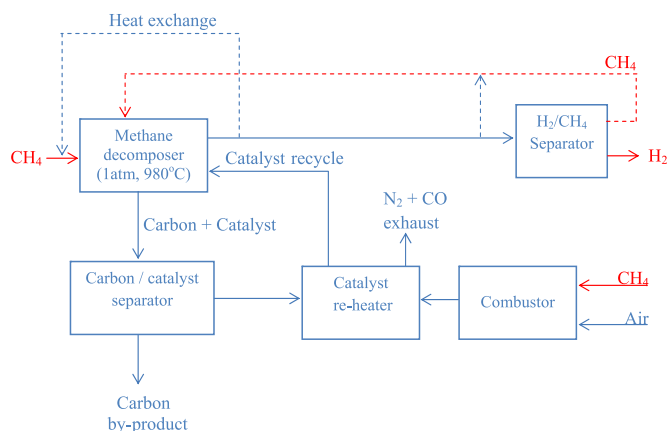 Heat exchange
CH₄
Methane
decomposer
(1atm, 980°C)
CH₄
H₂/CH₄
Separator
H₂
Catalyst recycle
N₂ + CO
exhaust
Carbon + Catalyst
Carbon / catalyst
separator
Catalyst
re-heater
Combustor
CH₄
Air
Carbon
by-product